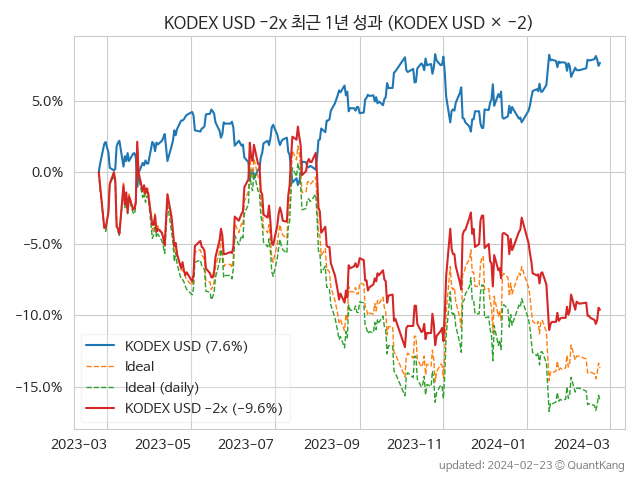 KODEX USD −2x 최근 1년 성과 (KODEX USD × −2)
5.0%
0.0%
−5.0%
−10.0%
−15.0%
KODEX USD (7.6%)
Ideal
Ideal (daily)
KODEX USD −2x (−9.6%)
2023−03 2023−05 2023−07 2023−09 2023−11 2024−01 2024−03
updated: 2024−02−23 ⓒ QuantKang